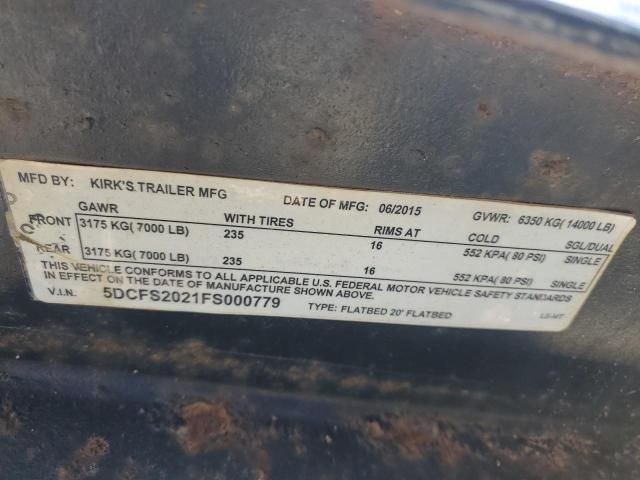 MFD BY: KIRK'S TRAILER MFG DATE OF MFG: 06/2015 GVWR: 6350 KG( 14000 LB)
GAWR WITH TIRES RIMS AT COLD SGL/DUAL
FRONT 3175 KG( 7000 LB) 235 16 552 KPA( 80 PSI) SINGLE
REAR 3175 KG( 7000 LB) 235 16 552 KPA( 80 PSI) SINGLE
THIS VEHICLE CONFORMS TO ALL APPLICABLE U.S. FEDERAL MOTOR VEHICLE SAFETY STANDARDS
IN EFFECT ON THE DATE OF MANUFACTURE SHOWN ABOVE.
V.I.N. 5DCFS2021FS000779 TYPE: FLATBED 20' FLATBED